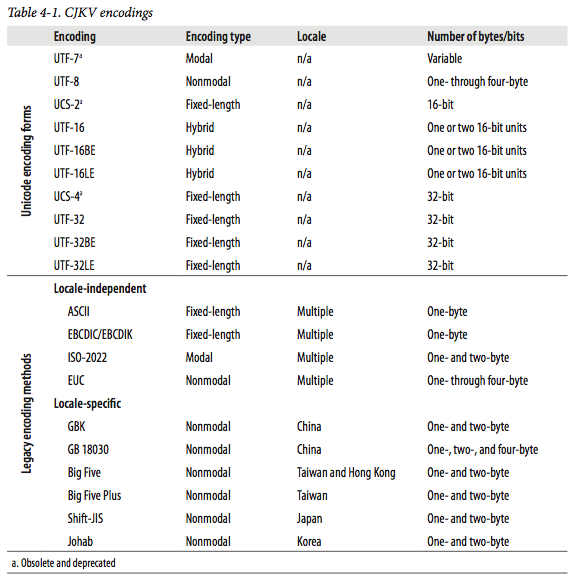 Table 4-1. CJKV encodings
Encoding Encoding type Locale Number of bytes/bits
Unicode encoding forms
UTF-7a Modal n/a Variable
UTF-8 Nonmodal n/a One- through four-byte
UCS-2a Fixed-length n/a 16-bit
UTF-16 Hybrid n/a One or two 16-bit units
UTF-16BE Hybrid n/a One or two 16-bit units
UTF-16LE Hybrid n/a One or two 16-bit units
UCS-4a Fixed-length n/a 32-bit
UTF-32 Fixed-length n/a 32-bit
UTF-32BE Fixed-length n/a 32-bit
UTF-32LE Fixed-length n/a 32-bit
Legacy encoding methods
Locale-independent
ASCII Fixed-length Multiple One-byte
EBCDIC/EBCDIK Fixed-length Multiple One-byte
ISO-2022 Modal Multiple One- and two-byte
EUC Nonmodal Multiple One- through four-byte
Locale-specific
GBK Nonmodal China One- and two-byte
GB 18030 Nonmodal China One-, two-, and four-byte
Big Five Nonmodal Taiwan and Hong Kong One- and two-byte
Big Five Plus Nonmodal Taiwan One- and two-byte
Shift-JIS Nonmodal Japan One- and two-byte
Johab Nonmodal Korea One- and two-byte
a. Obsolete and deprecated